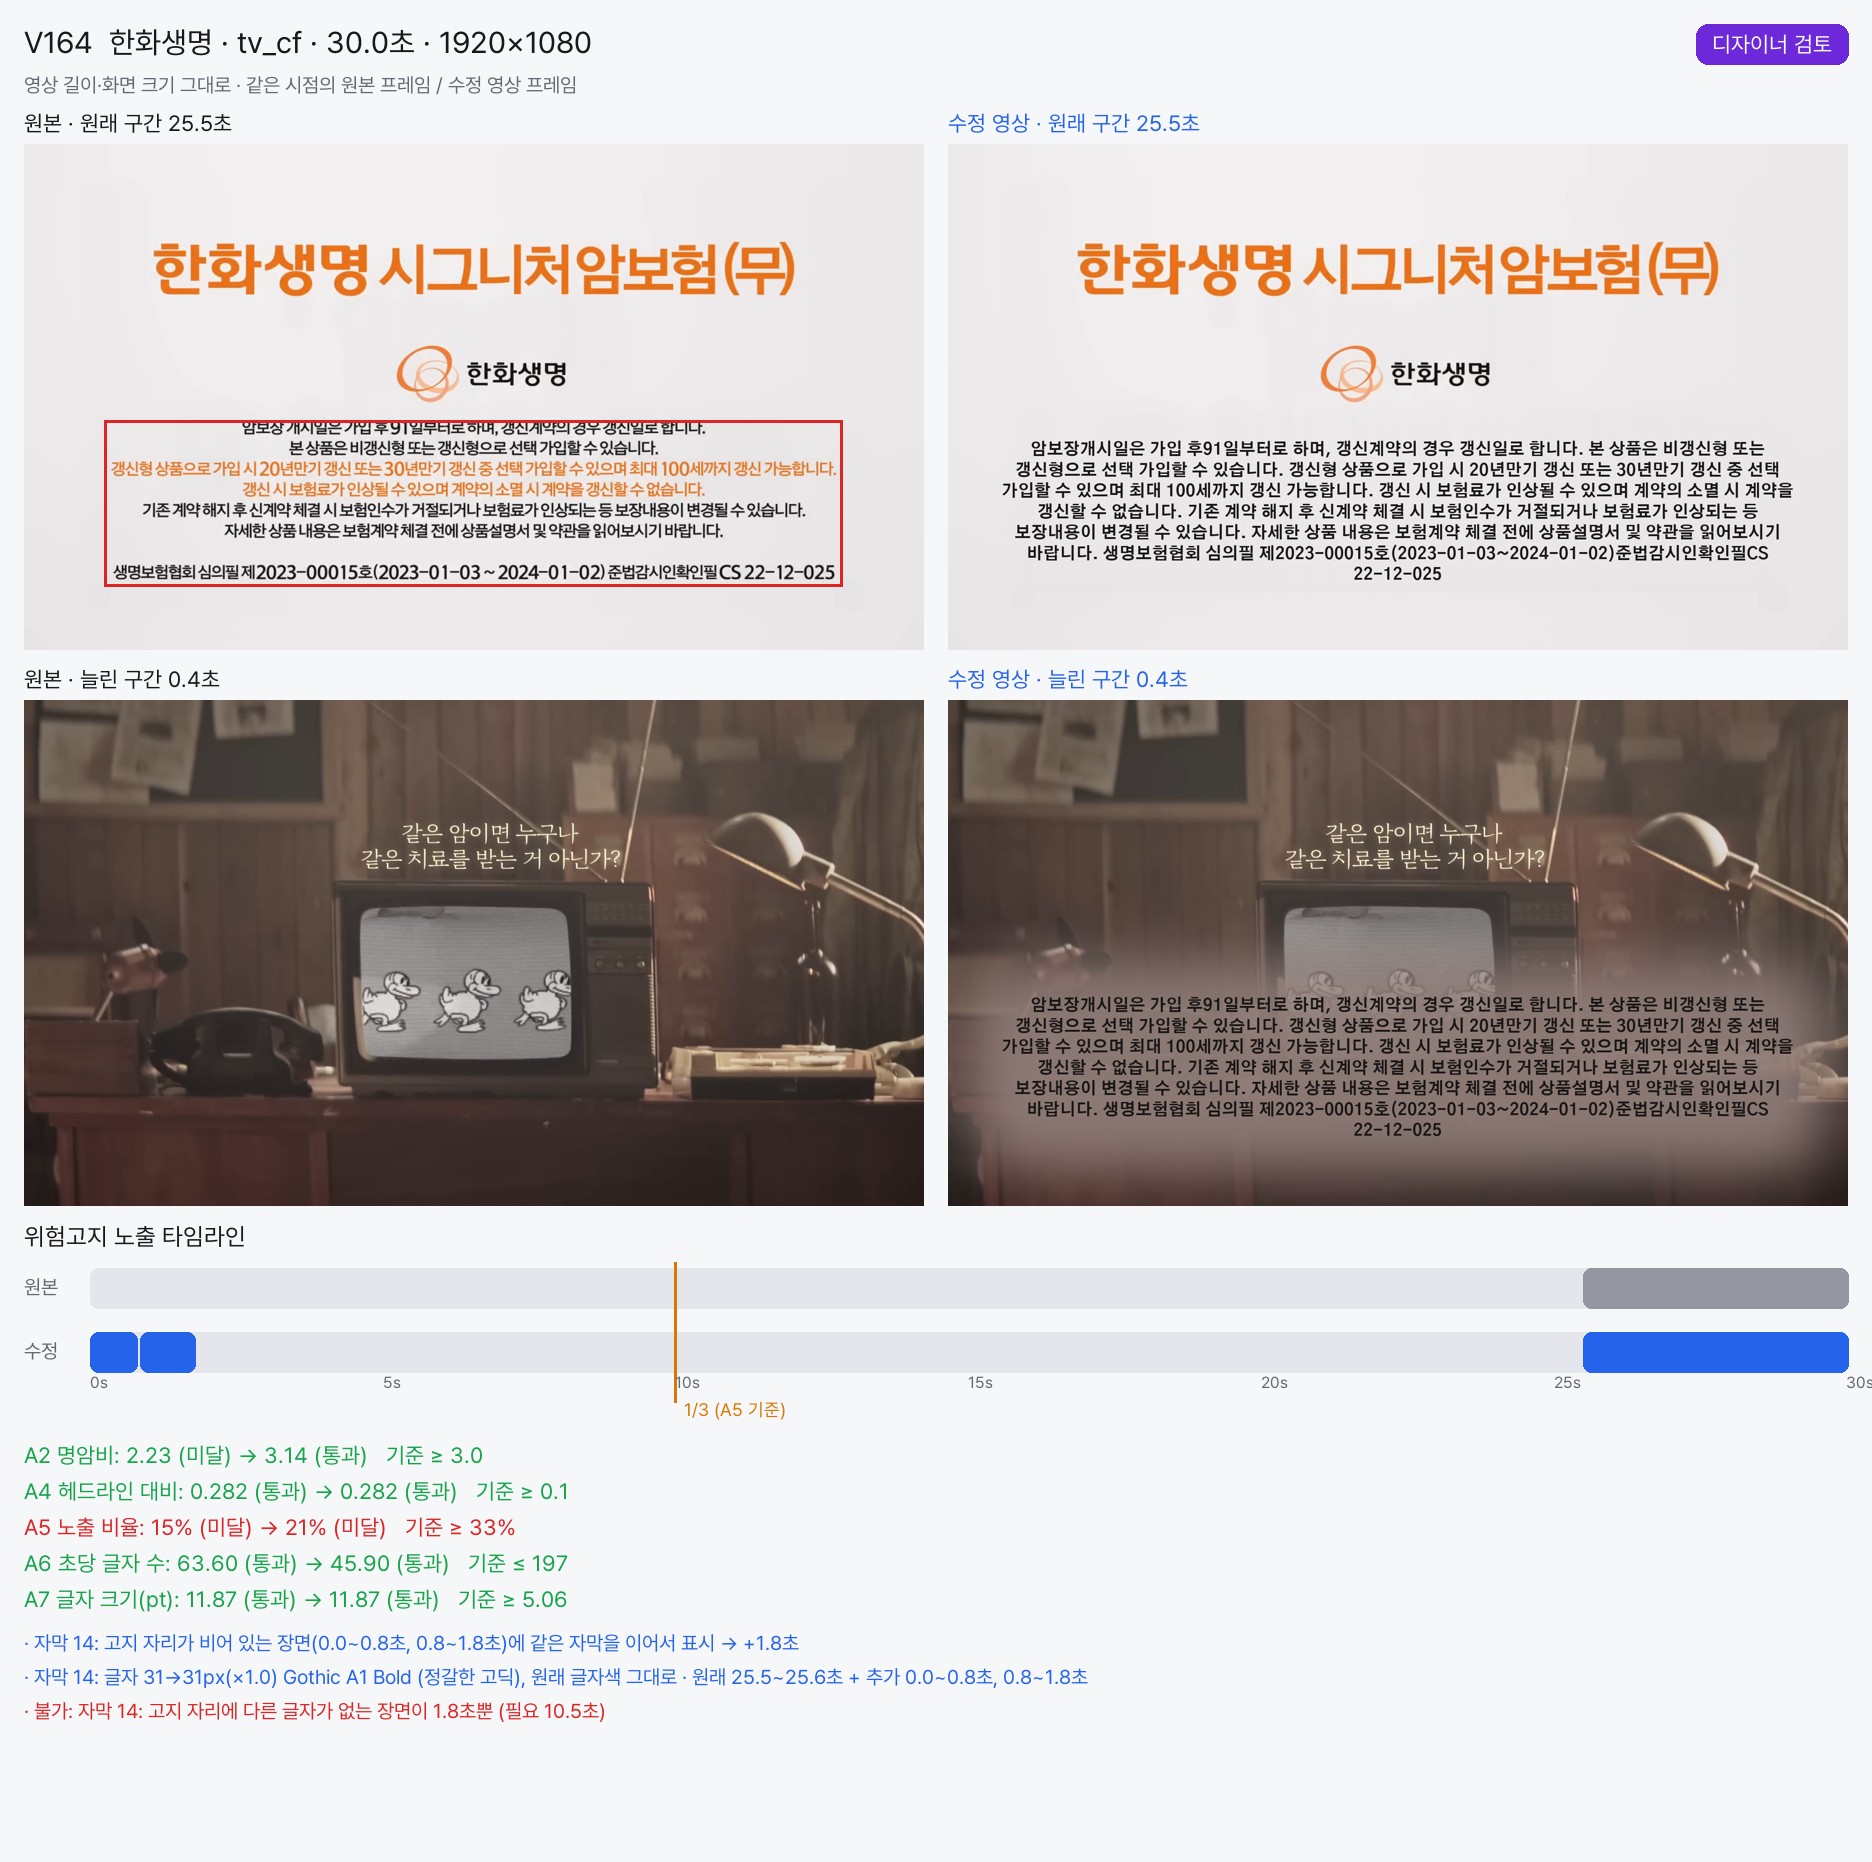 V164 한화생명 · tv_cf · 30.0초 · 1920×1080
디자이너 검토
영상 길이·화면 크기 그대로 · 같은 시점의 원본 프레임 / 수정 영상 프레임
원본 · 원래 구간 25.5초
한화생명 시그니처암보험(무)
한화생명
암보장 개시일은 가입 후 91일부터로 하며, 갱신계약의 경우 갱신일로 합니다.
본 상품은 비갱신형 또는 갱신형으로 선택 가입할 수 있습니다.
갱신형 상품으로 가입 시 20년만기 갱신 또는 30년만기 갱신 중 선택 가입할 수 있으며 최대 100세까지 갱신 가능합니다.
갱신 시 보험료가 인상될 수 있으며 계약의 소멸 시 계약을 갱신할 수 없습니다.
기존 계약 해지 후 신계약 체결 시 보험인수가 거절되거나 보험료가 인상되는 등 보장내용이 변경될 수 있습니다.
자세한 상품 내용은 보험계약 체결 전에 상품설명서 및 약관을 읽어보시기 바랍니다.
생명보험협회 심의필 제2023-00015호(2023-01-03 ~ 2024-01-02) 준법감시인확인필 CS 22-12-025
수정 영상 · 원래 구간 25.5초
한화생명 시그니처암보험(무)
한화생명
암보장개시일은 가입 후91일부터로 하며, 갱신계약의 경우 갱신일로 합니다. 본 상품은 비갱신형 또는
갱신형으로 선택 가입할 수 있습니다. 갱신형 상품으로 가입 시 20년만기 갱신 또는 30년만기 갱신 중 선택
가입할 수 있으며 최대 100세까지 갱신 가능합니다. 갱신 시 보험료가 인상될 수 있으며 계약의 소멸 시 계약을
갱신할 수 없습니다. 기존 계약 해지 후 신계약 체결 시 보험인수가 거절되거나 보험료가 인상되는 등
보장내용이 변경될 수 있습니다. 자세한 상품 내용은 보험계약 체결 전에 상품설명서 및 약관을 읽어보시기
바랍니다. 생명보험협회 심의필 제2023-00015호(2023-01-03~2024-01-02)준법감시인확인필CS
22-12-025
원본 · 늘린 구간 0.4초
같은 암이면 누구나
같은 치료를 받는 거 아닌가?
수정 영상 · 늘린 구간 0.4초
같은 암이면 누구나
같은 치료를 받는 거 아닌가?
암보장개시일은 가입 후91일부터로 하며, 갱신계약의 경우 갱신일로 합니다. 본 상품은 비갱신형 또는
갱신형으로 선택 가입할 수 있습니다. 갱신형 상품으로 가입 시 20년만기 갱신 또는 30년만기 갱신 중 선택
가입할 수 있으며 최대 100세까지 갱신 가능합니다. 갱신 시 보험료가 인상될 수 있으며 계약의 소멸 시 계약을
갱신할 수 없습니다. 기존 계약 해지 후 신계약 체결 시 보험인수가 거절되거나 보험료가 인상되는 등
보장내용이 변경될 수 있습니다. 자세한 상품 내용은 보험계약 체결 전에 상품설명서 및 약관을 읽어보시기
바랍니다. 생명보험협회 심의필 제2023-00015호(2023-01-03~2024-01-02)준법감시인확인필CS
22-12-025
위험고지 노출 타임라인
원본
수정
0s 5s 10s 15s 20s 25s 30s
1/3 (A5 기준)
A2 명암비: 2.23 (미달) → 3.14 (통과) 기준 ≥ 3.0
A4 헤드라인 대비: 0.282 (통과) → 0.282 (통과) 기준 ≥ 0.1
A5 노출 비율: 15% (미달) → 21% (미달) 기준 ≥ 33%
A6 초당 글자 수: 63.60 (통과) → 45.90 (통과) 기준 ≤ 197
A7 글자 크기(pt): 11.87 (통과) → 11.87 (통과) 기준 ≥ 5.06
· 자막 14: 고지 자리가 비어 있는 장면(0.0~0.8초, 0.8~1.8초)에 같은 자막을 이어서 표시 → +1.8초
· 자막 14: 글자 31→31px(×1.0) Gothic A1 Bold (정갈한 고딕), 원래 글자색 그대로 · 원래 25.5~25.6초 + 추가 0.0~0.8초, 0.8~1.8초
· 불가: 자막 14: 고지 자리에 다른 글자가 없는 장면이 1.8초뿐 (필요 10.5초)